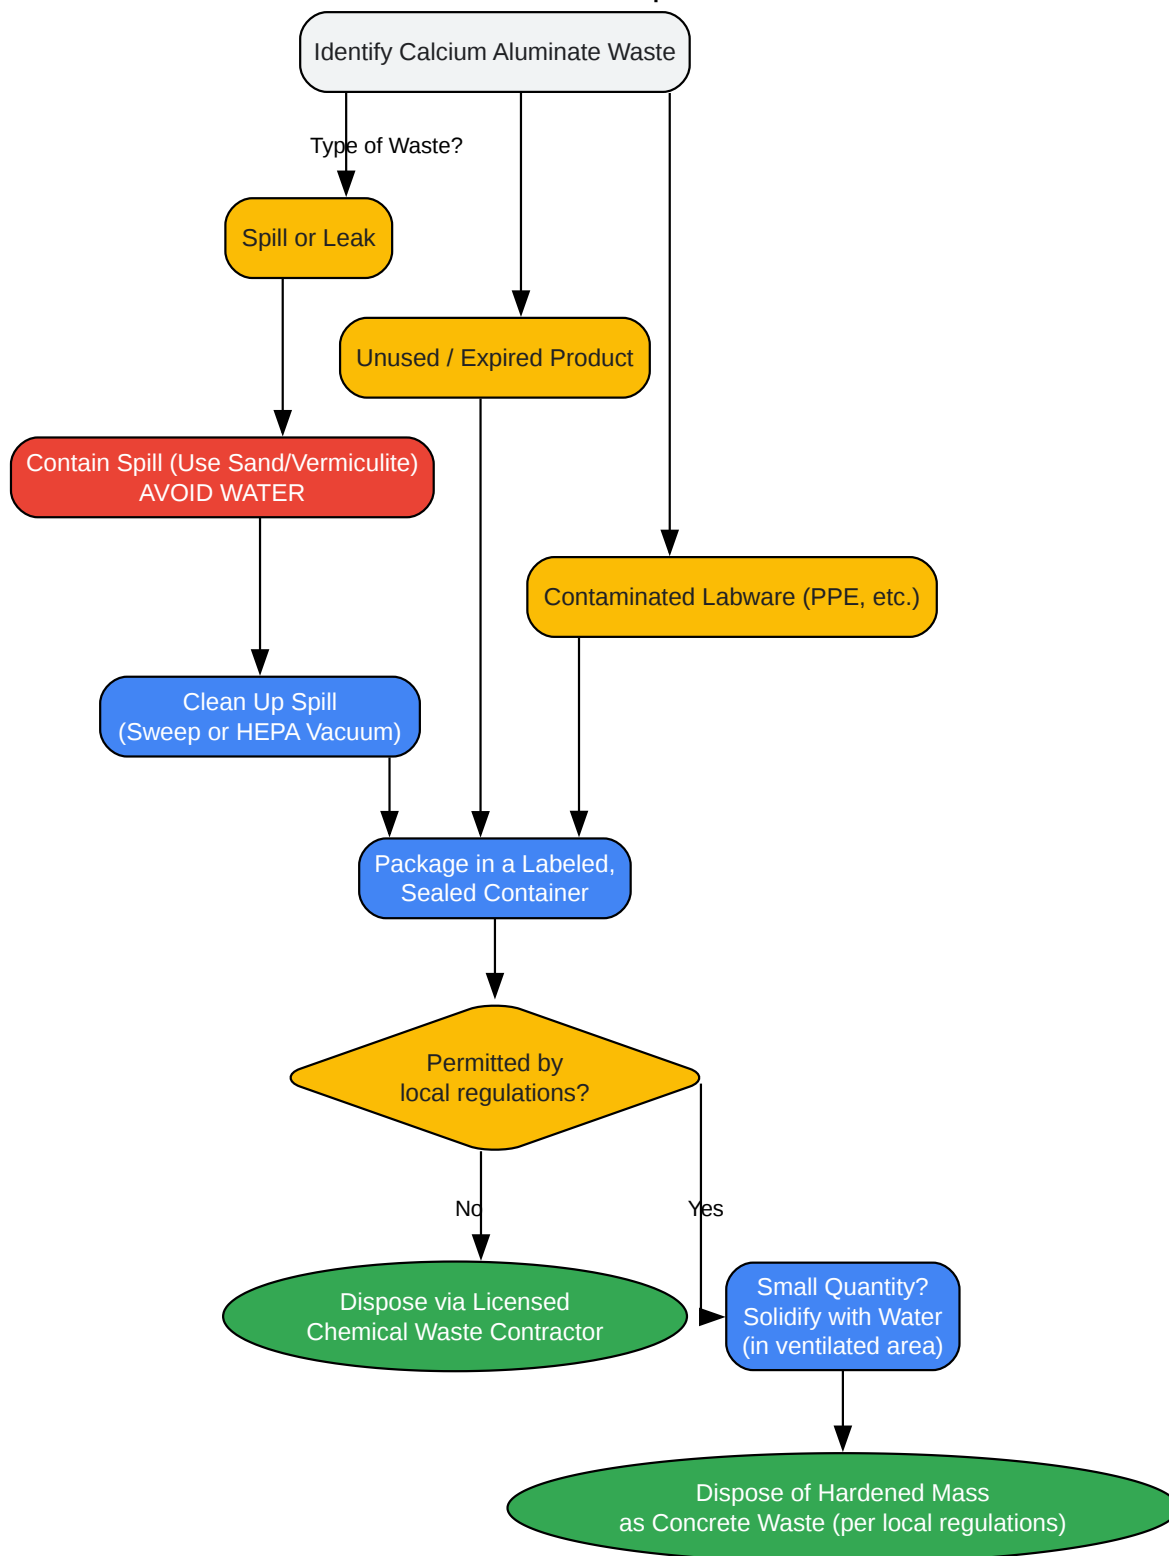 Identify Calcium Aluminate Waste
Type of Waste?
Spill or Leak
Unused / Expired Product
Contain Spill (Use Sand/Vermiculite)
AVOID WATER
Contaminated Labware (PPE, etc.)
Clean Up Spill
(Sweep or HEPA Vacuum)
Package in a Labeled,
Sealed Container
Permitted by
local regulations?
No
Yes
Dispose via Licensed
Chemical Waste Contractor
Small Quantity?
Solidify with Water
(in ventilated area)
Dispose of Hardened Mass
as Concrete Waste (per local regulations)